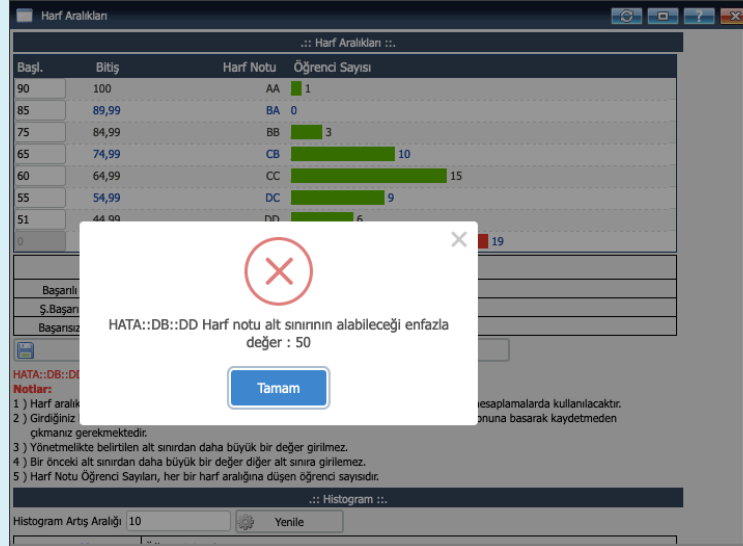 Harf Aralıkları
?
.:: Harf Aralıkları ::.
Başl. Bitiş Harf Notu Öğrenci Sayısı
90 100 AA 1
85 89,99 BA 0
75 84,99 BB 3
65 74,99 CB 10
60 64,99 CC 15
55 54,99 DC 9
51 44,99 DD 6
0 19
Başarılı
Ş.Başarı
Başarısız
HATA::DB::DD Harf notu alt sınırının alabileceği enfazla
değer : 50
Tamam
HATA::DB::DD
Notlar:
1 ) Harf aralık esaplamalarda kullanılacaktır.
2 ) Girdiğiniz onuna basarak kaydetmeden
çıkmanız gerekmektedir.
3 ) Yönetmelikte belirtilen alt sınırdan daha büyük bir değer girilmez.
4 ) Bir önceki alt sınırdan daha büyük bir değer diğer alt sınıra girilemez.
5 ) Harf Notu Öğrenci Sayıları, her bir harf aralığına düşen öğrenci sayısıdır.
.:: Histogram ::.
Histogram Artış Aralığı 10 Yenile